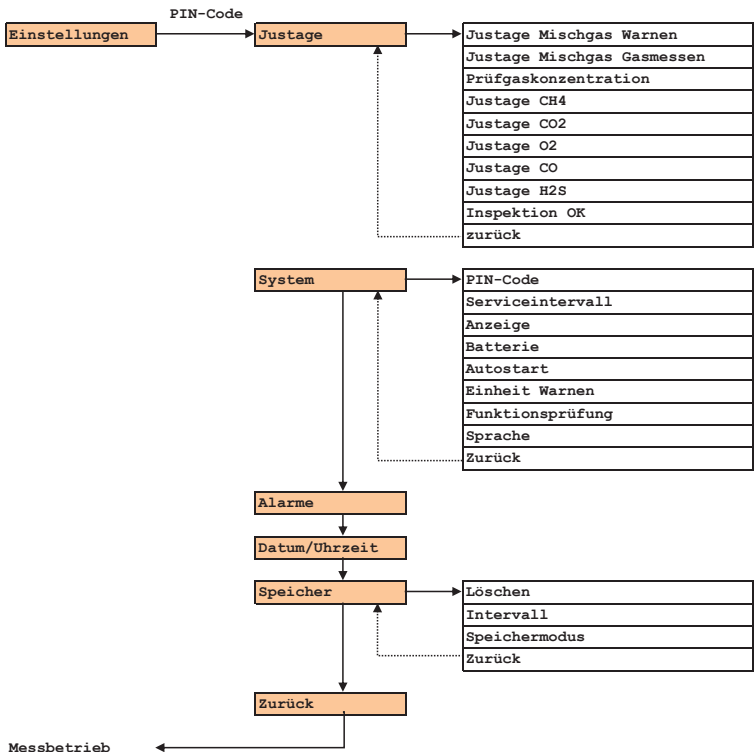 PIN-Code
Einstellungen
Justage
Justage Mischgas Warnen
Justage Mischgas Gasmessen
Prüfgaskonzentration
Justage CH4
Justage CO2
Justage O2
Justage CO
Justage H2S
Inspektion OK
zurück
System
PIN-Code
Serviceintervall
Anzeige
Batterie
Autostart
Einheit Warnen
Funktionsprüfung
Sprache
Zurück
Alarme
Datum/Uhrzeit
Speicher
Löschen
Intervall
Speichermodus
Zurück
Zurück
Messbetrieb